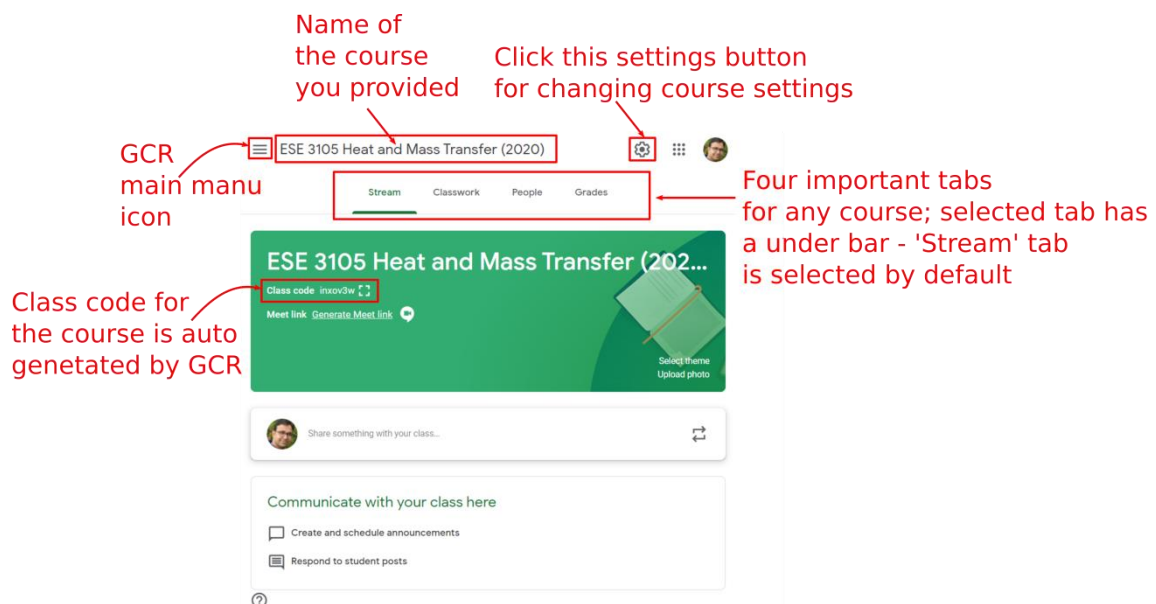 Name of
the course
you provided
Click this settings button
for changing course settings
GCR
main manu
icon
ESE 3105 Heat and Mass Transfer (2020)
Stream Classwork People Grades
Four important tabs
for any course; selected tab has
a under bar - 'Stream' tab
is selected by default
ESE 3105 Heat and Mass Transfer (202...
Class code inxov3w
Meet link Generate Meet link
Class code for
the course is auto
genetated by GCR
Select theme
Upload photo
Share something with your class...
Communicate with your class here
Create and schedule announcements
Respond to student posts